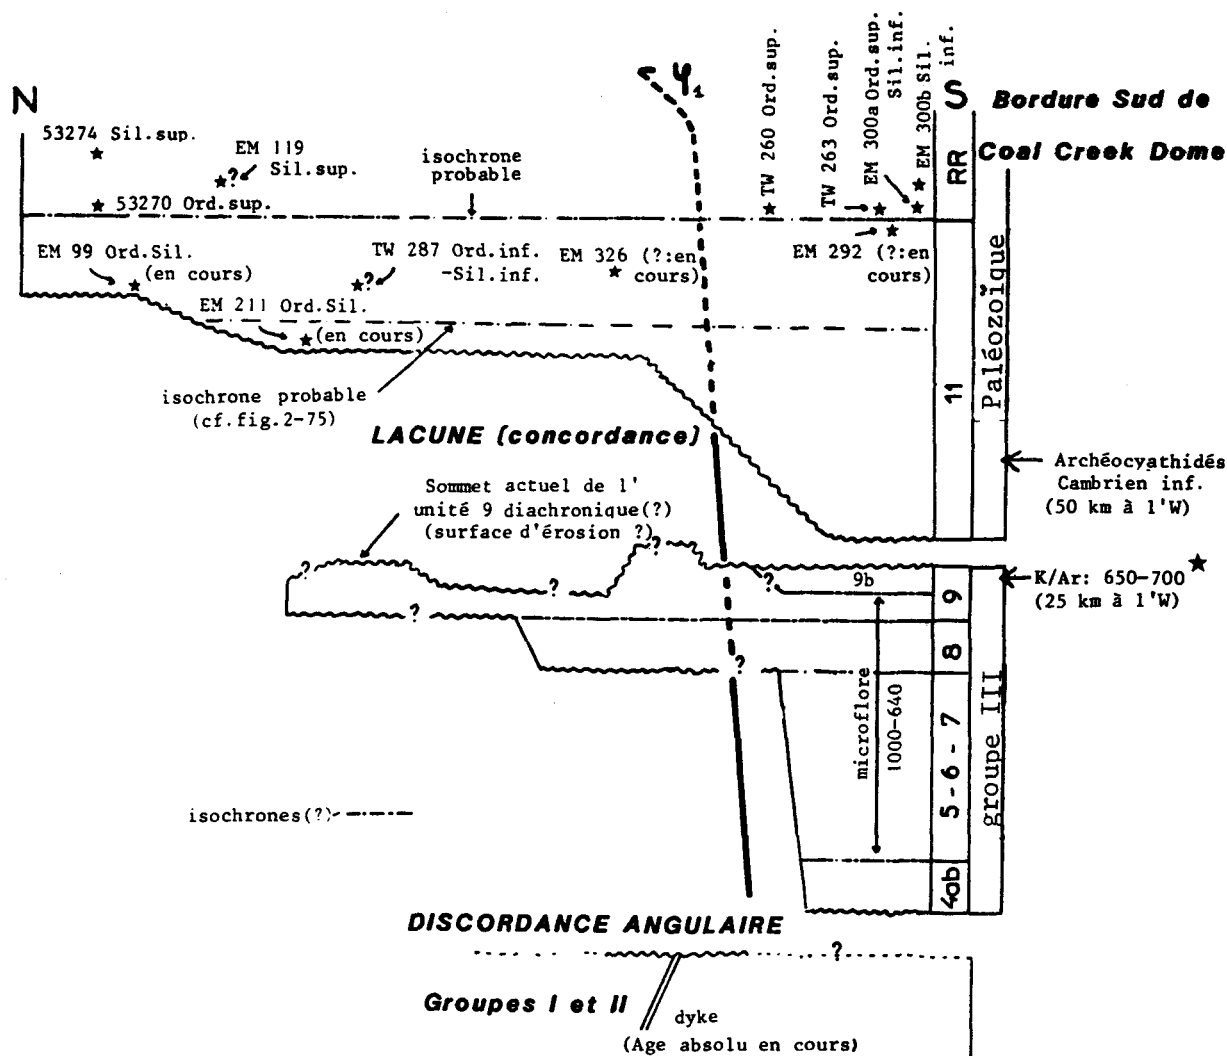 N
53274 Sil.sup.
EM 119
Sil.sup.
?
53270 Ord.sup.
isochrone
probable
φ₁
TW 260 Ord.sup.
TW 263 Ord.sup.
EM 300a Ord.sup.
Sil.inf.
EM 300b Sil.
inf.
S
Bordure Sud de
Coal Creek Dome
RR
EM 99 Ord.Sil.
(en cours)
TW 287 Ord.inf.
-Sil.inf.
?
EM 326 (?:en
cours)
EM 292 (?:en
cours)
EM 211 Ord.Sil.
(en cours)
isochrone probable
(cf.fig.2-75)
11
Paléozoïque
LACUNE (concordance)
Archéocyathidés
Cambrien inf.
(50 km à l'W)
Sommet actuel de l'
unité 9 diachronique(?)
(surface d'érosion ?)
?
?
?
?
9b
9
K/Ar: 650-700
(25 km à l'W)
?
8
?
microflore
1000-640
5-6-7
groupe III
isochrones(?)
4ab
DISCORDANCE ANGULAIRE
?
Groupes I et II
dyke
(Age absolu en cours)